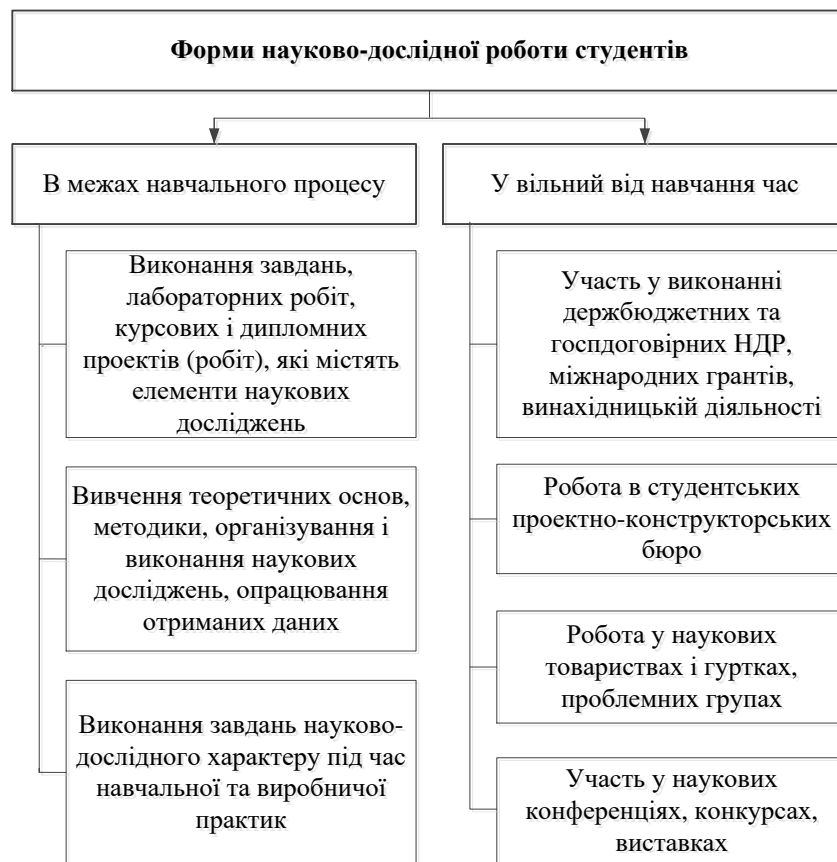 Форми науково-дослідної роботи студентів
В межах навчального процесу
Виконання завдань,
лабораторних робіт,
курсових і дипломних
проектів (робіт), які містять
елементи наукових
досліджень
Вивчення теоретичних основ,
методики, організування і
виконання наукових
досліджень, опрацювання
отриманих даних
Виконання завдань науково-
дослідного характеру під час
навчальної та виробничої
практик
У вільний від навчання час
Участь у виконанні
держбюджетних та
госпдоговірних НДР,
міжнародних грантів,
винахідницькій діяльності
Робота в студентських
проектно-конструкторських
бюро
Робота у наукових
товариствах і гуртках,
проблемних групах
Участь у наукових
конференціях, конкурсах,
виставках